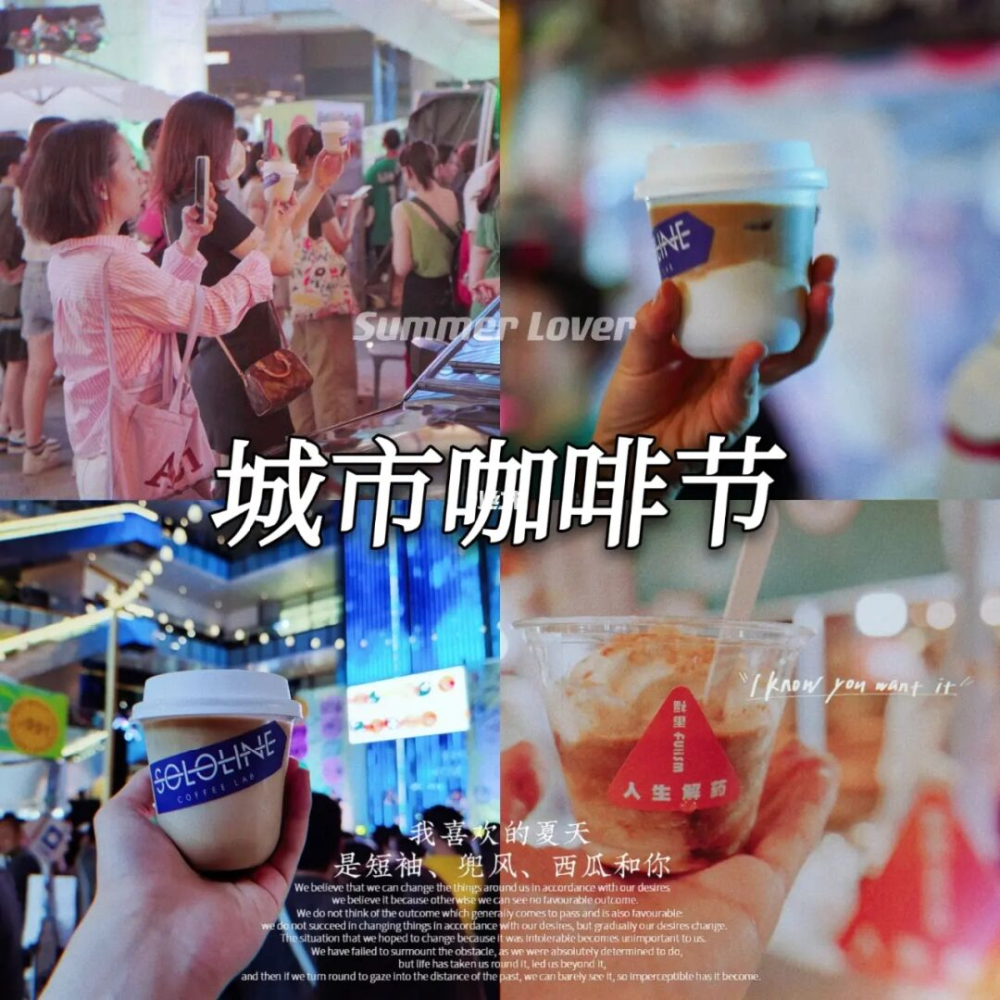 Summer Lover
城市咖啡节
AZI
SOLOLINE
COFFEE LAB
"I know you want it"
福里 fulism
人生解药
我喜欢的夏天
是短袖、兜风、西瓜和你
We believe that we can change the things around us in accordance with our desires
we believe it because otherwise we can see no favourable outcome.
We do not think of the outcome which generally comes to pass and is also favourable:
we do not succeed in changing things in accordance with our desires, but gradually our desires change.
The situation that we hoped to change because it was intolerable becomes unimportant to us.
We have failed to surmount the obstacle, as we were absolutely determined to do,
but life has taken us round it, led us beyond it,
and then if we turn round to gaze into the distance of the past, we can barely see it, so imperceptible has it become.